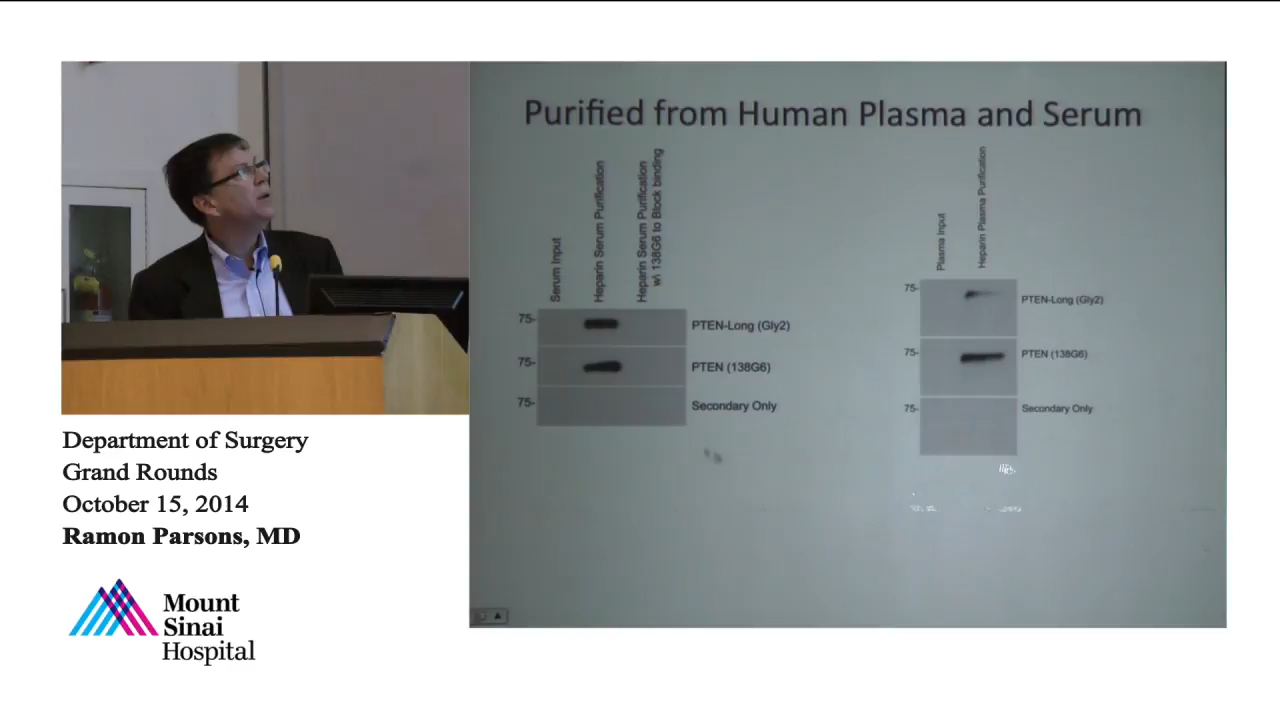 Purified from Human Plasma and Serum
Serum Input
Heparin Serum Purification
Heparin Serum Purification
w\ 138G6 to Block binding
75-
PTEN-Long (Gly2)
75-
PTEN (138G6)
75-
Secondary Only
Plasma Input
Heparin Plasma Purification
75-
PTEN-Long (Gly2)
75-
PTEN (138G6)
75-
Secondary Only
Department of Surgery
Grand Rounds
October 15, 2014
Ramon Parsons, MD
Mount
Sinai
Hospital